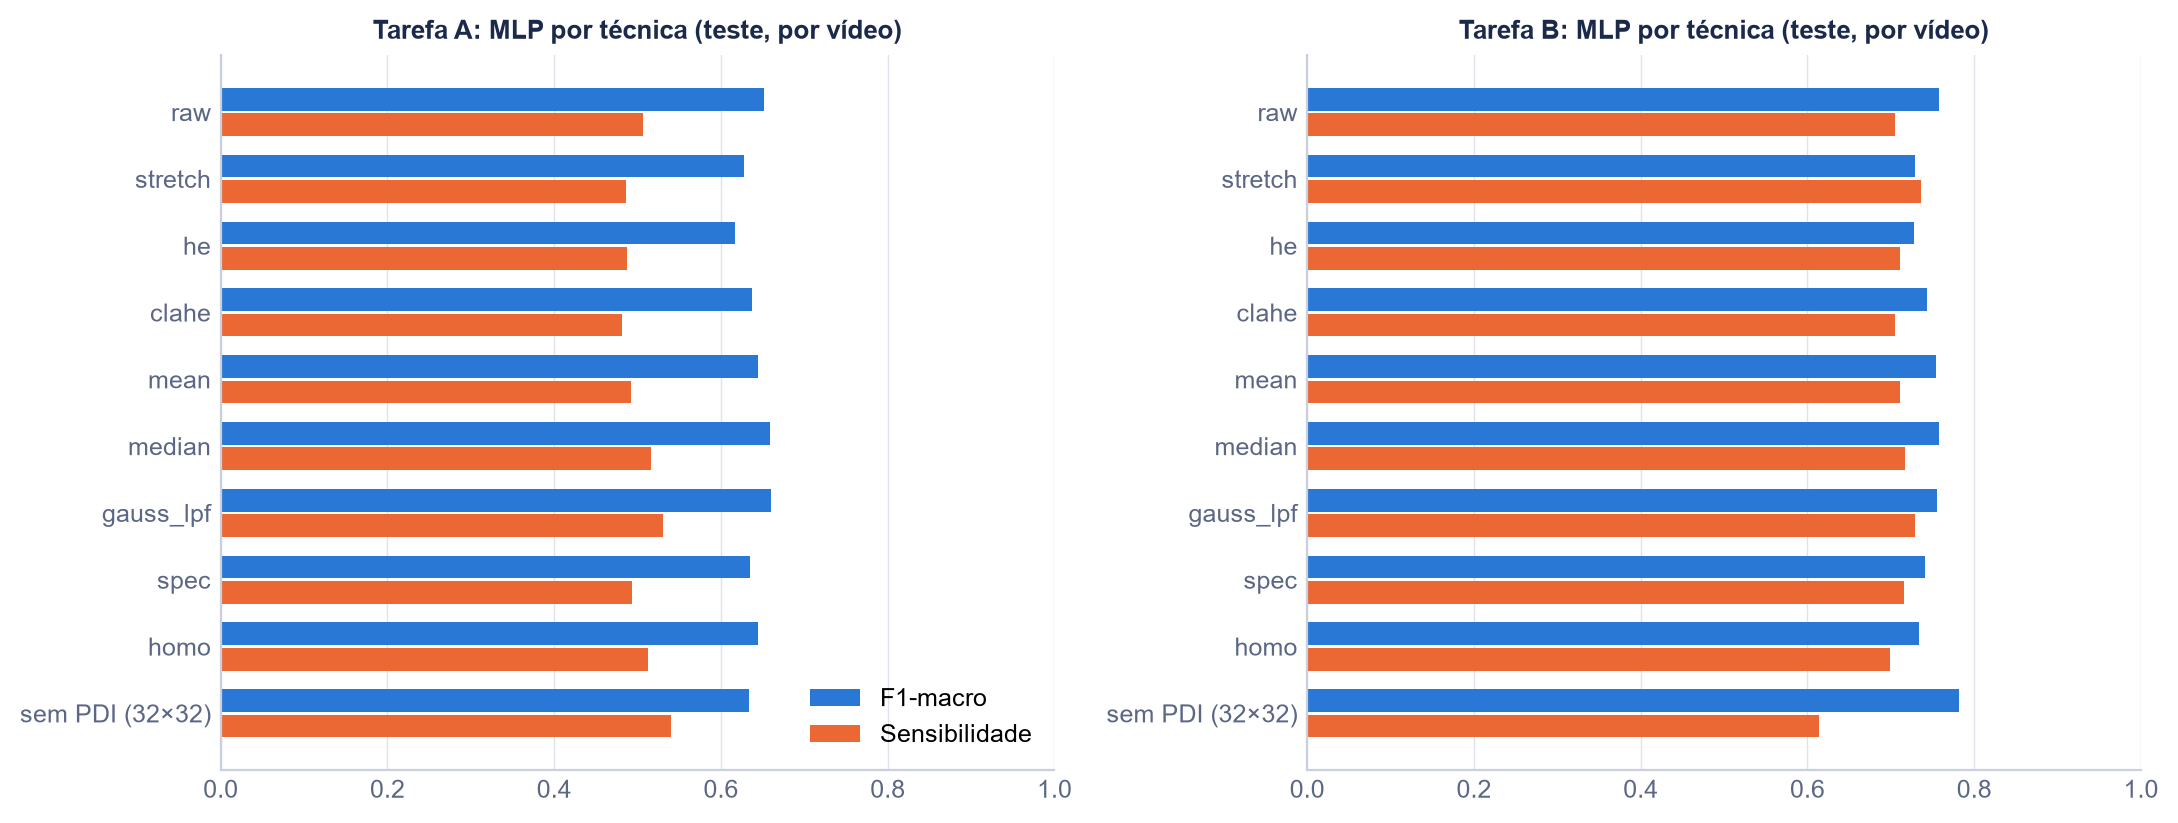 Tarefa A: MLP por técnica (teste, por vídeo)
raw
stretch
he
clahe
mean
median
gauss_lpf
spec
homo
sem PDI (32×32)
F1-macro
Sensibilidade
0.0 0.2 0.4 0.6 0.8 1.0
Tarefa B: MLP por técnica (teste, por vídeo)
raw
stretch
he
clahe
mean
median
gauss_lpf
spec
homo
sem PDI (32×32)
0.0 0.2 0.4 0.6 0.8 1.0